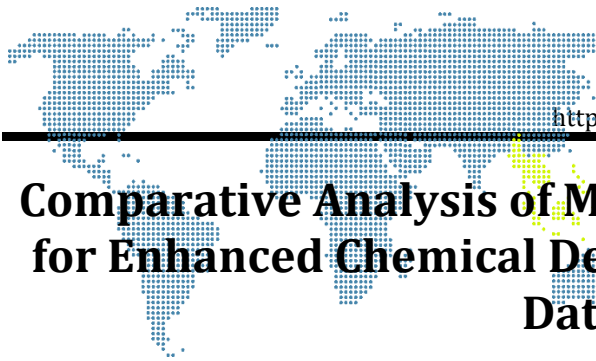 http
Comparative Analysis of M
for Enhanced Chemical De
Dat